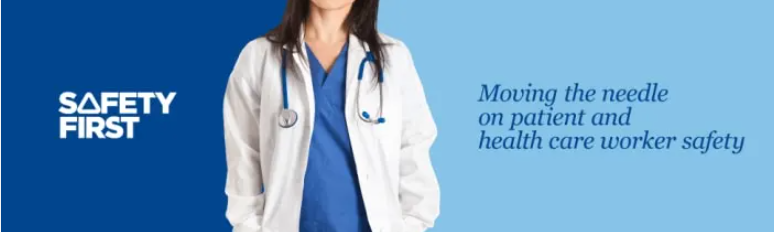 SAFETY
FIRST
Moving the needle
on patient and
health care worker safety